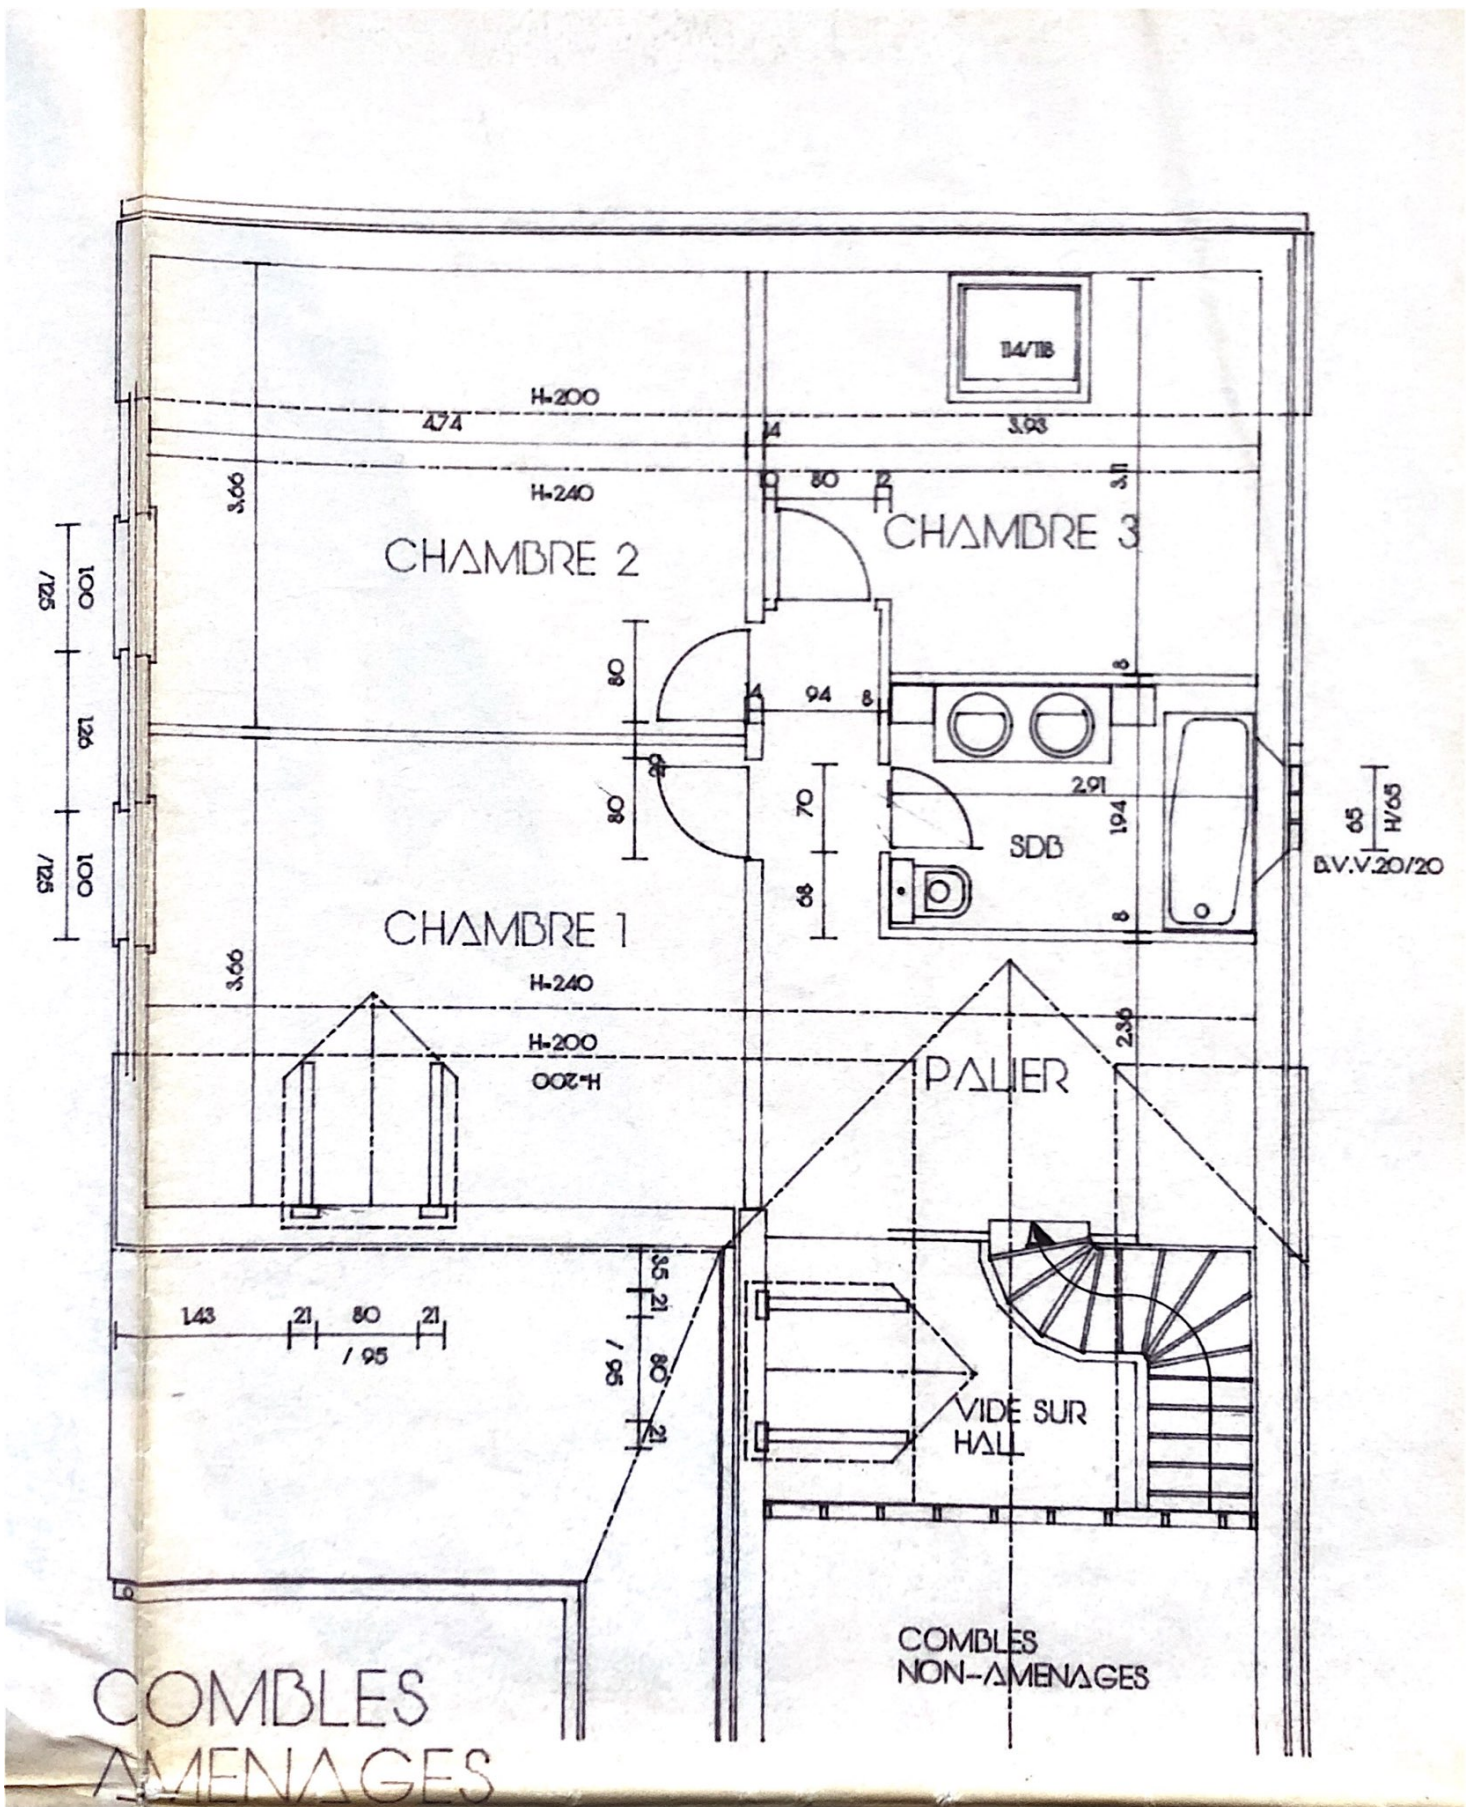 114/118
H=200
4.74
14
3.93
3.66
H=240
10
80
12
3.11
CHAMBRE 2
CHAMBRE 3
100
/125
80
8
14
94
8
125
80
70
2.91
1.94
SDB
65
H/65
B.V.V.20/20
100
/125
68
8
CHAMBRE 1
3.66
H=240
H=200
H=200
2.36
PALIER
35
21
1.43
21
80
21
/ 95
/ 95
80
21
VIDE SUR
HALL
COMBLES
NON-AMENAGES
COMBLES
AMENAGES